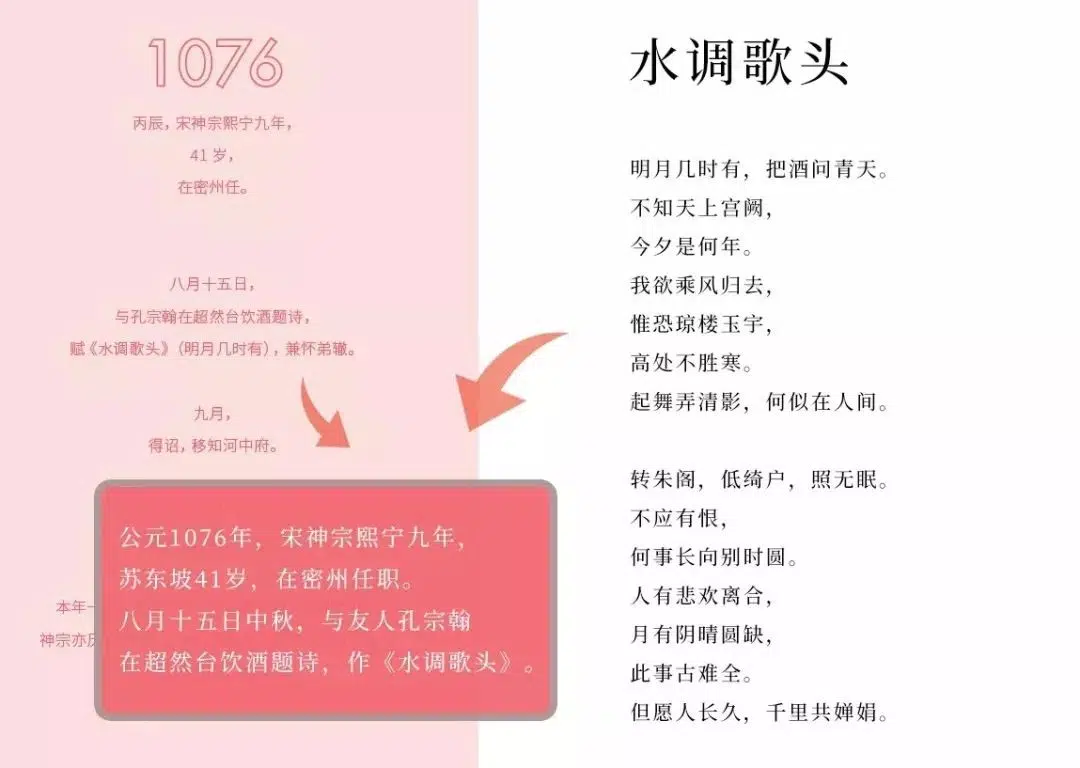 1076
丙辰，宋神宗熙宁九年，
41 岁，
在密州任。
八月十五日，
与孔宗翰在超然台饮酒题诗，
赋《水调歌头》（明月几时有），兼怀弟辙。
九月，
得诏，移知河中府。
本年一
神宗亦
公元1076年，宋神宗熙宁九年，
苏东坡41岁，在密州任职。
八月十五日中秋，与友人孔宗翰
在超然台饮酒题诗，作《水调歌头》。
水调歌头
明月几时有，把酒问青天。
不知天上宫阙，
今夕是何年。
我欲乘风归去，
惟恐琼楼玉宇，
高处不胜寒。
起舞弄清影，何似在人间。
转朱阁，低绮户，照无眠。
不应有恨，
何事长向别时圆。
人有悲欢离合，
月有阴晴圆缺，
此事古难全。
但愿人长久，千里共婵娟。